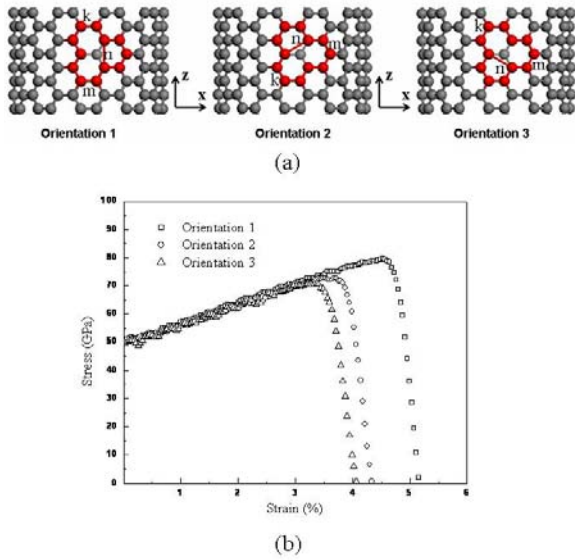 k
n
m
z
x
Orientation 1
n
m
k
z
x
Orientation 2
k
n
m
Orientation 3
(a)
100
90
80
70
60
50
40
30
20
10
0
Stress (GPa)
Orientation 1
Orientation 2
Orientation 3
1 2 3 4 5 6
Strain (%)
(b)